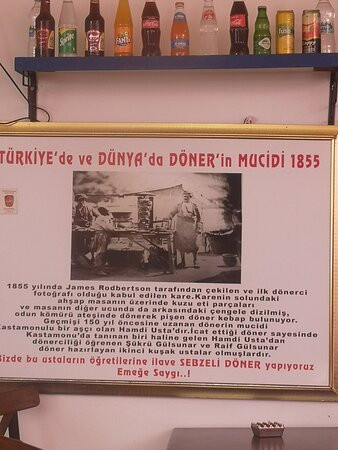 Sprite
FANTA
Coca-Cola
TÜRKİYE'de ve DÜNYA'da DÖNER'in MUCİDİ 1855
1855 yılında James Rodbertson tarafından çekilen ve ilk dönerci
fotoğrafı olduğu kabul edilen kare.Karenin solundaki
ahşap masanın üzerinde kuzu eti parçaları
ve masanın diğer ucunda da arkasındaki çengele dizilmiş,
odun kömürü ateşinde dönerek pişen döner kebap bulunuyor.
Geçmişi 150 yıl öncesine uzanan dönerin mucidi
Kastamonulu bir aşçı olan Hamdi Usta'dır.İcat ettiği döner sayesinde
Kastamonu'da tanınan biri haline gelen Hamdi Usta'dan
dönerciliği öğrenen Şükrü Gülsunar ve Raif Gülsunar
döner hazırlayan ikinci kuşak ustalar olmuşlardır.
Bizde bu ustaların öğretilerine ilave SEBZELİ DÖNER yapıyoruz
Emeğe Saygı..!